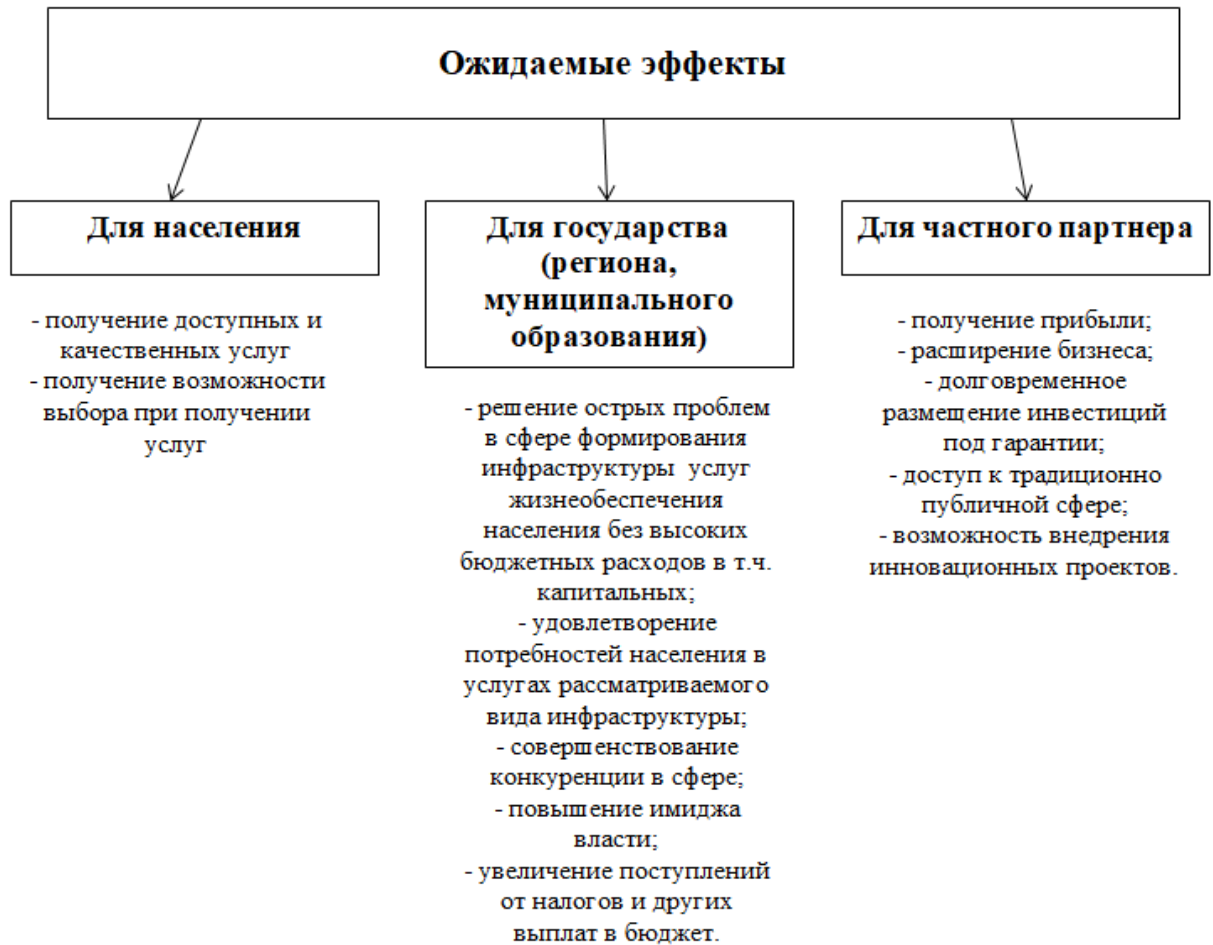 Ожидаемые эффекты
Для населения
- получение доступных и
качественных услуг
- получение возможности
выбора при получении
услуг
Для государства
(региона,
муниципального
образования)
- решение острых проблем
в сфере формирования
инфраструктуры услуг
жизнеобеспечения
населения без высоких
бюджетных расходов в т.ч.
капитальных;
- удовлетворение
потребностей населения в
услугах рассматриваемого
вида инфраструктуры;
- совершенствование
конкуренции в сфере;
- повышение имиджа
власти;
- увеличение поступлений
от налогов и других
выплат в бюджет.
Для частного партнера
- получение прибыли;
- расширение бизнеса;
- долговременное
размещение инвестиций
под гарантии;
- доступ к традиционно
публичной сфере;
- возможность внедрения
инновационных проектов.